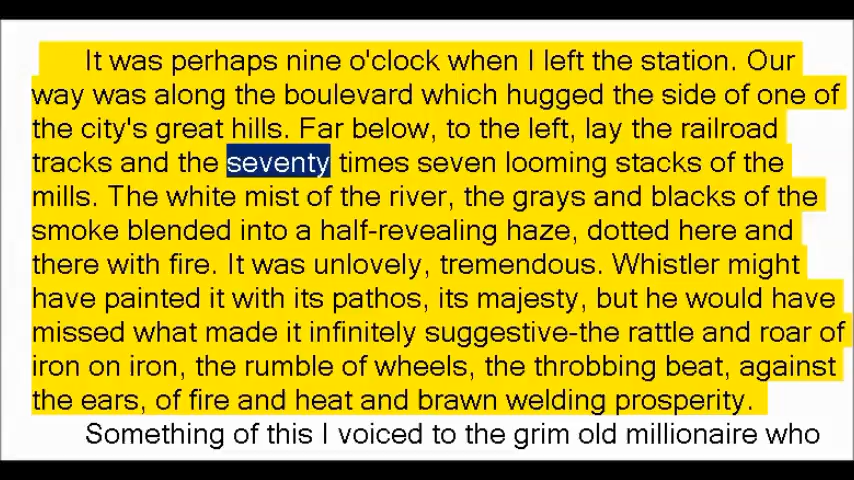 It was perhaps nine o'clock when I left the station. Our
way was along the boulevard which hugged the side of one of
the city's great hills. Far below, to the left, lay the railroad
tracks and the seventy times seven looming stacks of the
mills. The white mist of the river, the grays and blacks of the
smoke blended into a half-revealing haze, dotted here and
there with fire. It was unlovely, tremendous. Whistler might
have painted it with its pathos, its majesty, but he would have
missed what made it infinitely suggestive-the rattle and roar of
iron on iron, the rumble of wheels, the throbbing beat, against
the ears, of fire and heat and brawn welding prosperity.
Something of this I voiced to the grim old millionaire who